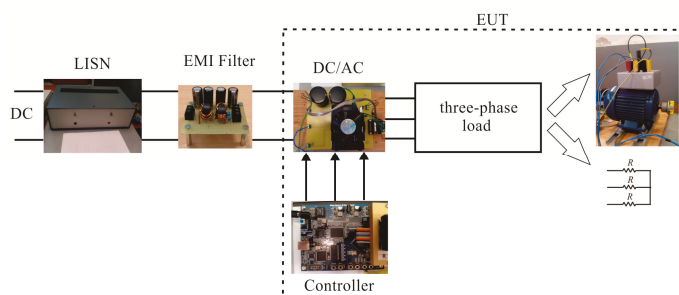 EUT
LISN
EMI Filter
DC/AC
DC
three-phase
load
R
R
R
Controller